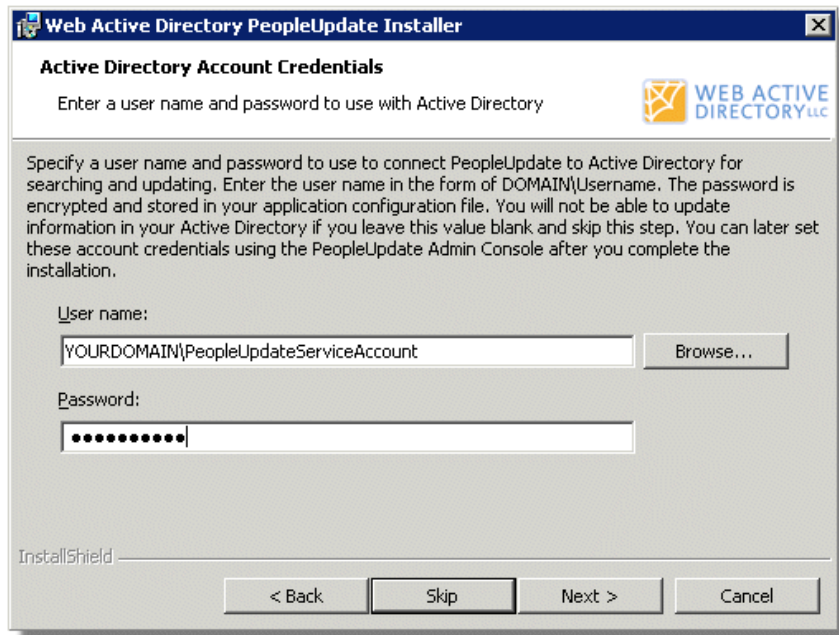 Web Active Directory PeopleUpdate Installer
Active Directory Account Credentials
Enter a user name and password to use with Active Directory
WEB ACTIVE
DIRECTORY LLC
Specify a user name and password to use to connect PeopleUpdate to Active Directory for
searching and updating. Enter the user name in the form of DOMAIN\Username. The password is
encrypted and stored in your application configuration file. You will not be able to update
information in your Active Directory if you leave this value blank and skip this step. You can later set
these account credentials using the PeopleUpdate Admin Console after you complete the
installation.
User name:
YOURDOMAIN\PeopleUpdateServiceAccount
Browse...
Password:
●●●●●●●●●●
InstallShield
< Back
Skip
Next >
Cancel